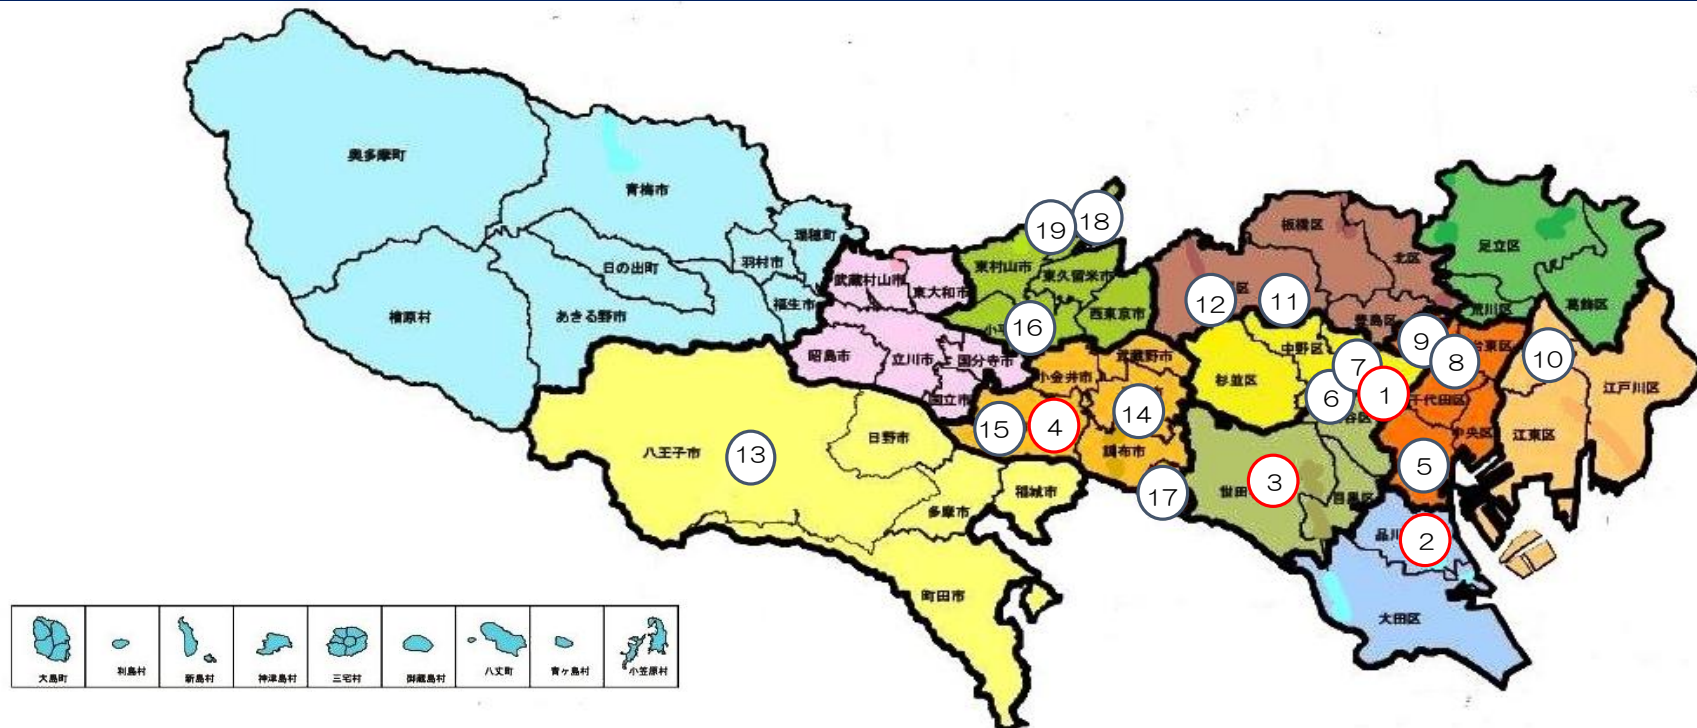 奥多摩町
青梅市
瑞穂町
羽村市
日の出町
福生市
あきる野市
檜原村
武蔵村山市
東大和市
昭島市
立川市
国分寺市
国立市
東村山市
東久留米市
小平
西東京市
19
18
16
八王子市
13
日野市
多摩市
稲城市
町田市
小金井市
武蔵野市
調布市
15
4
14
17
板橋区
北区
区
豊島区
12
11
足立区
荒川区
葛飾区
中野区
杉並区
7
6
1
谷区
9
8
台東区
千代田区
中央区
5
10
江東区
江戸川区
世田
3
目黒区
品川
2
大田区
大島町
利島村
新島村
神津島村
三宅村
御蔵島村
八丈町
青ヶ島村
小笠原村